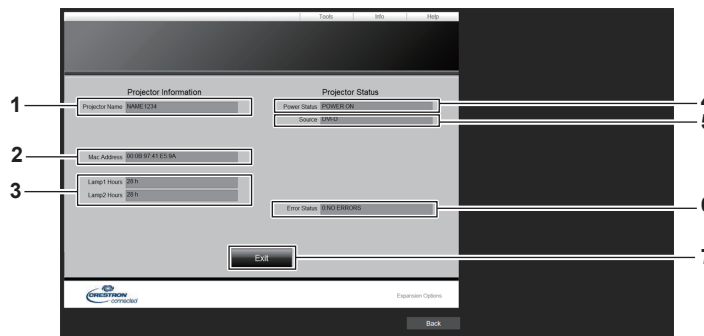 Tools Info Help
Projector Information
Projector Status
1
Projector Name NAME1234
Power Status POWER ON
Source DVI-D
2
Mac Address 00:0B:97:41:E5:9A
3
Lamp1 Hours 28 h
Lamp2 Hours 28 h
Error Status 0:NO ERRORS
Exit
CRESTRON
connected
Expansion Options
Back